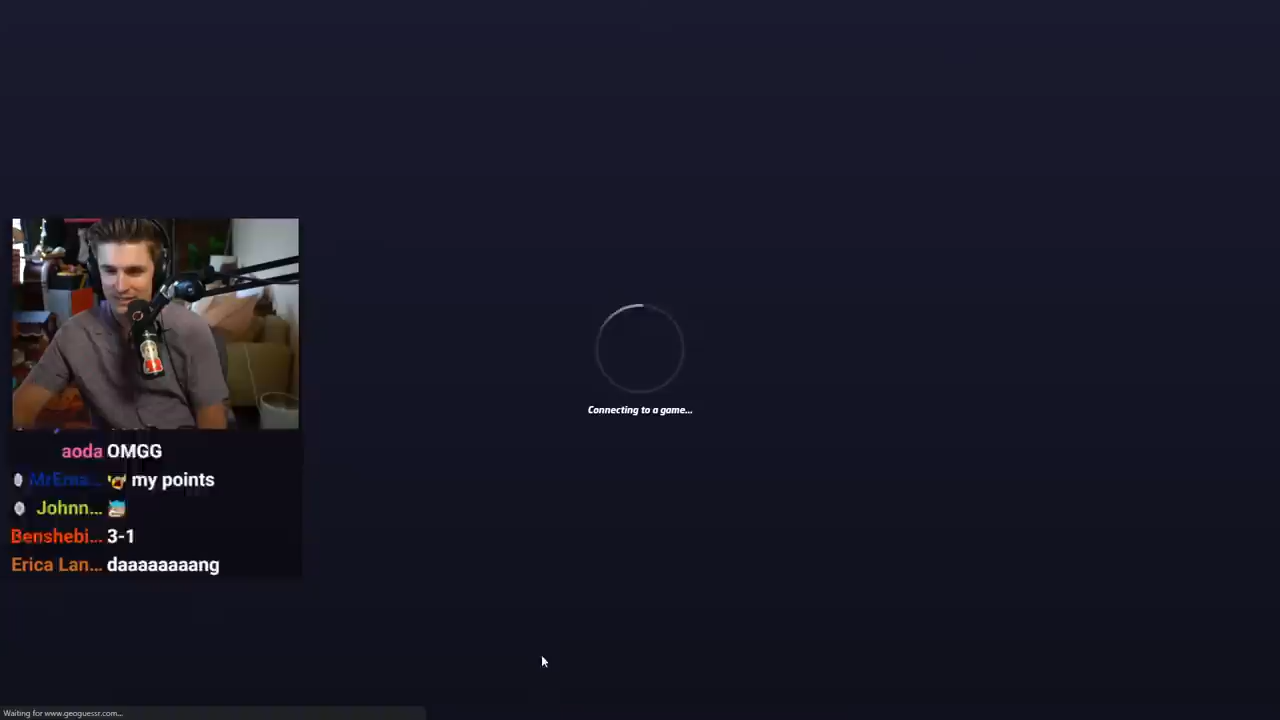 Connecting to a game...
aoda OMGG
MrEma... my points
Johnn...
Benshebi... 3-1
Erica Lan... daaaaaaaang
Waiting for www.geoguessr.com...